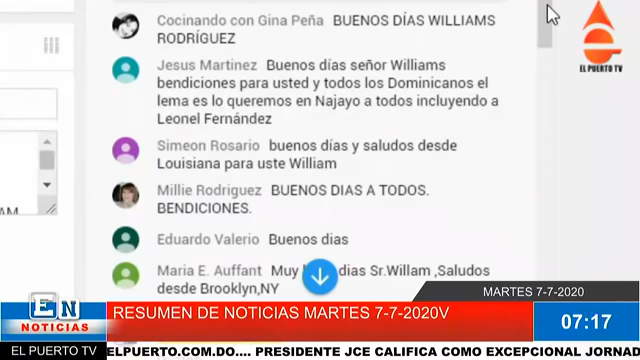 Cocinando con Gina Peña BUENOS DÍAS WILLIAMS
RODRÍGUEZ
Jesus Martinez Buenos días señor Williams
bendiciones para usted y todos los Dominicanos el
lema es lo queremos en Najayo a todos incluyendo a
Leonel Fernández
Simeon Rosario buenos días y saludos desde
Louisiana para uste William
Millie Rodriguez BUENOS DIAS A TODOS.
BENDICIONES.
Eduardo Valerio Buenos dias
Maria E. Auffant dias Sr.Willam ,Saludos
desde Brooklyn,NY
EL PUERTO TV
MARTES 7-7-2020
EN
NOTICIAS
RESUMEN DE NOTICIAS MARTES 7-7-2020V
07:17
EL PUERTO TV
ELPUERTO.COM.DO.... PRESIDENTE JCE CALIFICA COMO EXCEPCIONAL JORNAD